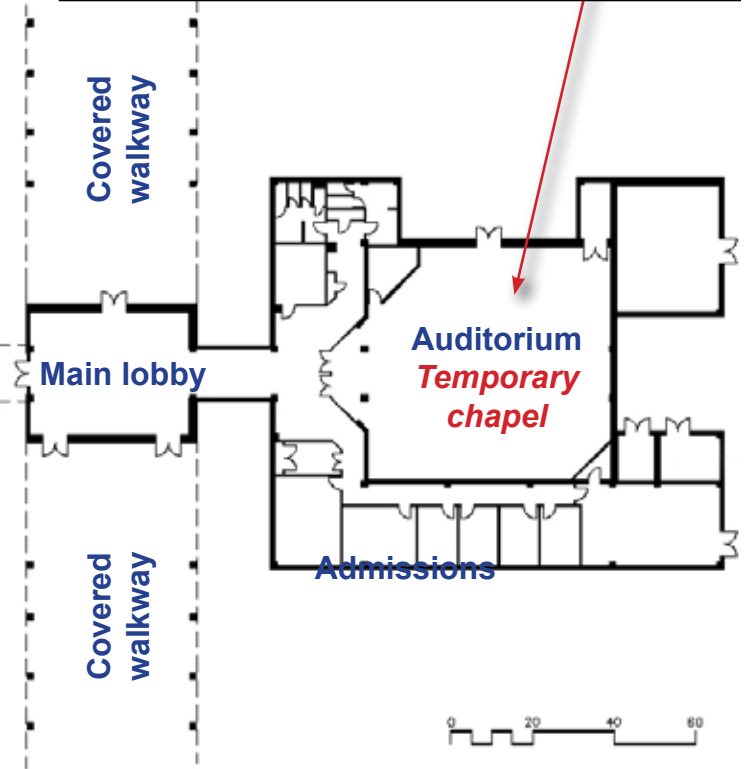 Covered
walkway
Main lobby
Auditorium
Temporary
chapel
Admissions
Covered
walkway
0 20 40 60